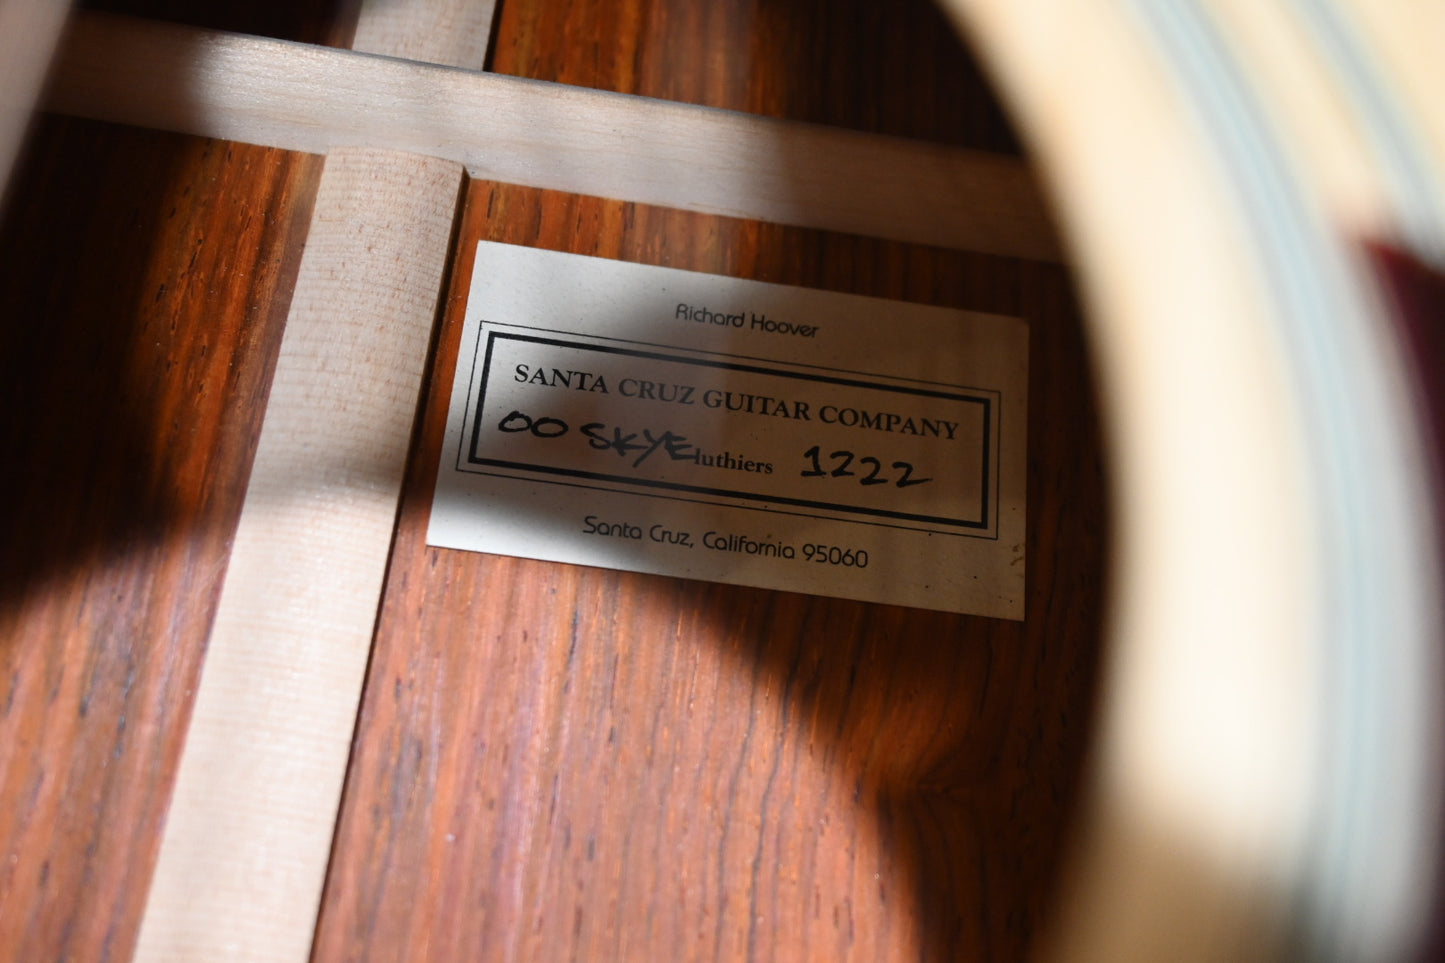 Richard Hoover
SANTA CRUZ GUITAR COMPANY
OO SKYE luthiers 1222
Santa Cruz, California 95060